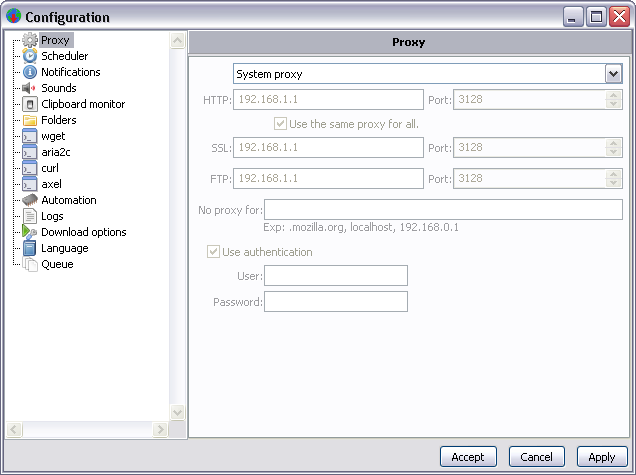 Configuration
Proxy
Scheduler
Notifications
Sounds
Clipboard monitor
Folders
wget
aria2c
curl
axel
Automation
Logs
Download options
Language
Queue
Proxy
System proxy
HTTP: 192.168.1.1 Port: 3128
Use the same proxy for all.
SSL: 192.168.1.1 Port: 3128
FTP: 192.168.1.1 Port: 3128
No proxy for:
Exp: .mozilla.org, localhost, 192.168.0.1
Use authentication
User:
Password:
Accept Cancel Apply